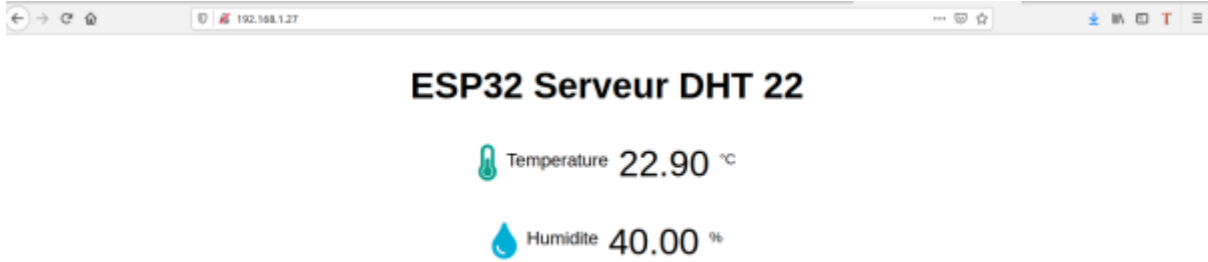 192.168.1.27
ESP32 Serveur DHT 22
Temperature 22.90 °C
Humidite 40.00 %